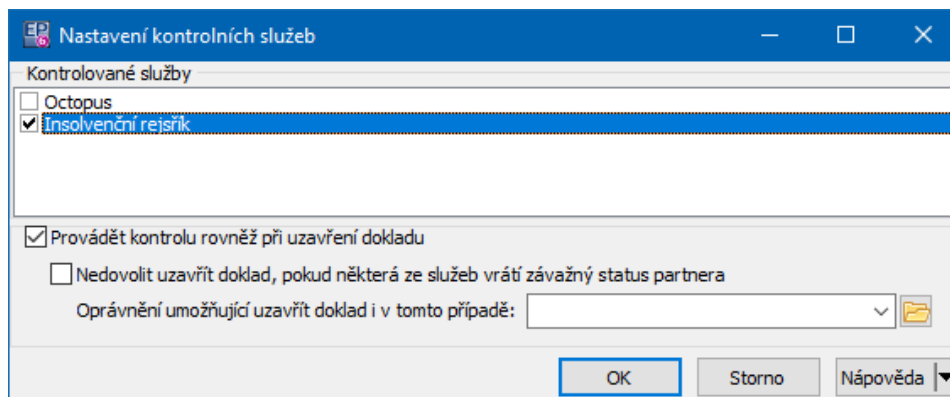 Nastavení kontrolních služeb
Kontrolované služby
Octopus
Insolvenční rejsřík
Provádět kontrolu rovněž při uzavření dokladu
Nedovolit uzavřít doklad, pokud některá ze služeb vrátí závažný status partnera
Oprávnění umožňující uzavřít doklad i v tomto případě:
OK Storno Nápověda